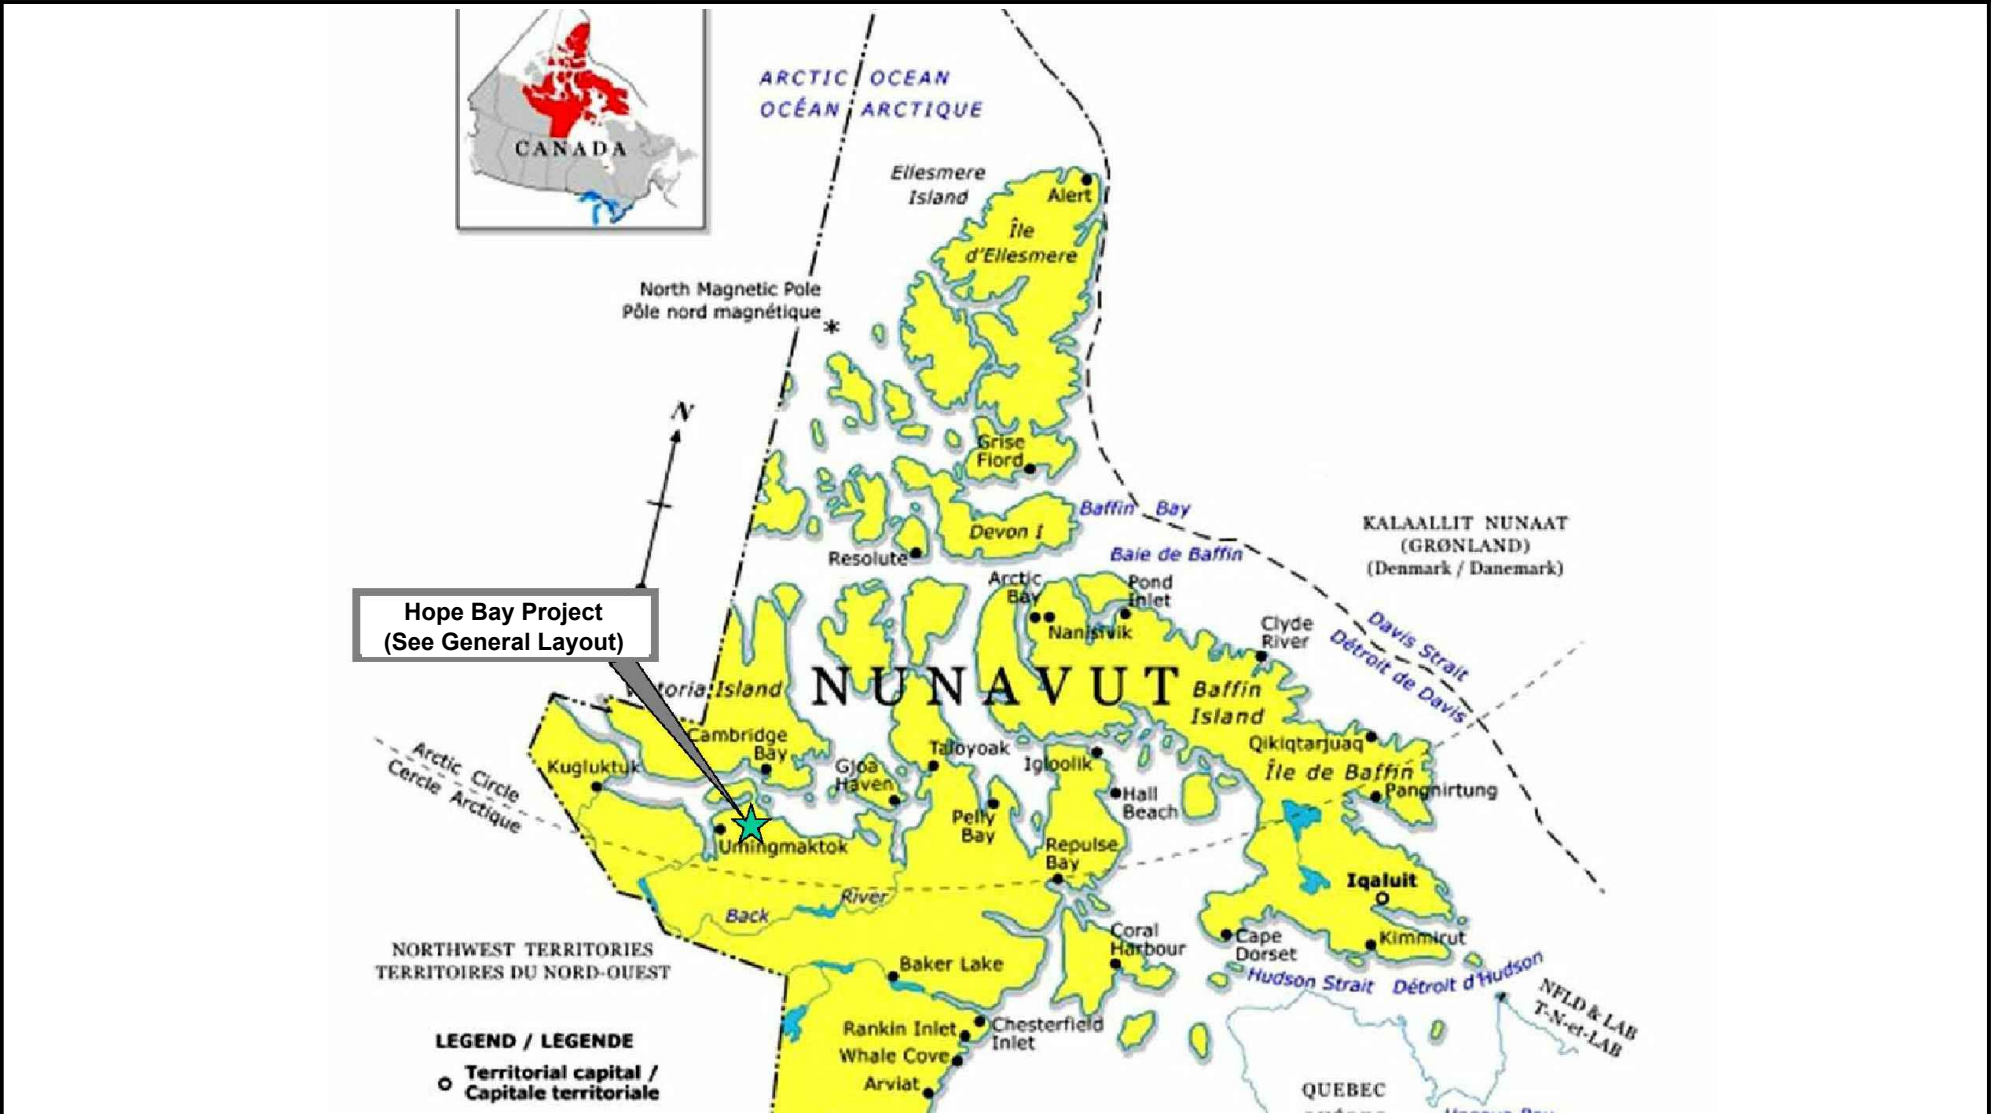 CANADA
ARCTIC OCEAN
OCÉAN ARCTIQUE
Ellesmere
Island
Alert
Île
d'Ellesmere
North Magnetic Pole
Pôle nord magnétique
N
Grise
Fiord
Devon I
Baffin Bay
Baie de Baffin
KALAALLIT NUNAAT
(GRØNLAND)
(Denmark / Danemark)
Resolute
Arctic
Bay
Nanisivik
Pond
Inlet
Clyde
River
Davis Strait
Détroit de Davis
Hope Bay Project
(See General Layout)
Island
NUNAVUT
Baffin
Island
Cambridge
Bay
Kugluktuk
Arctic Circle
Cercle Arctique
Gjoa
Haven
Taloyoak
Igloolik
Hall
Beach
Qikiqtarjuaq
Île de Baffin
Pangnirtung
Pelly
Bay
Umingmaktok
Repulse
Bay
Iqaluit
Back River
Coral
Harbour
Cape
Dorset
Kimmirut
Hudson Strait Détroit d'Hudson
NORTHWEST TERRITORIES
TERRITOIRES DU NORD-OUEST
Baker Lake
NFLD & LAB
T-N-et-LAB
Rankin Inlet
Chesterfield
Inlet
Whale Cove
Arviat
LEGEND / LÉGENDE
Territorial capital /
Capitale territoriale
QUEBEC